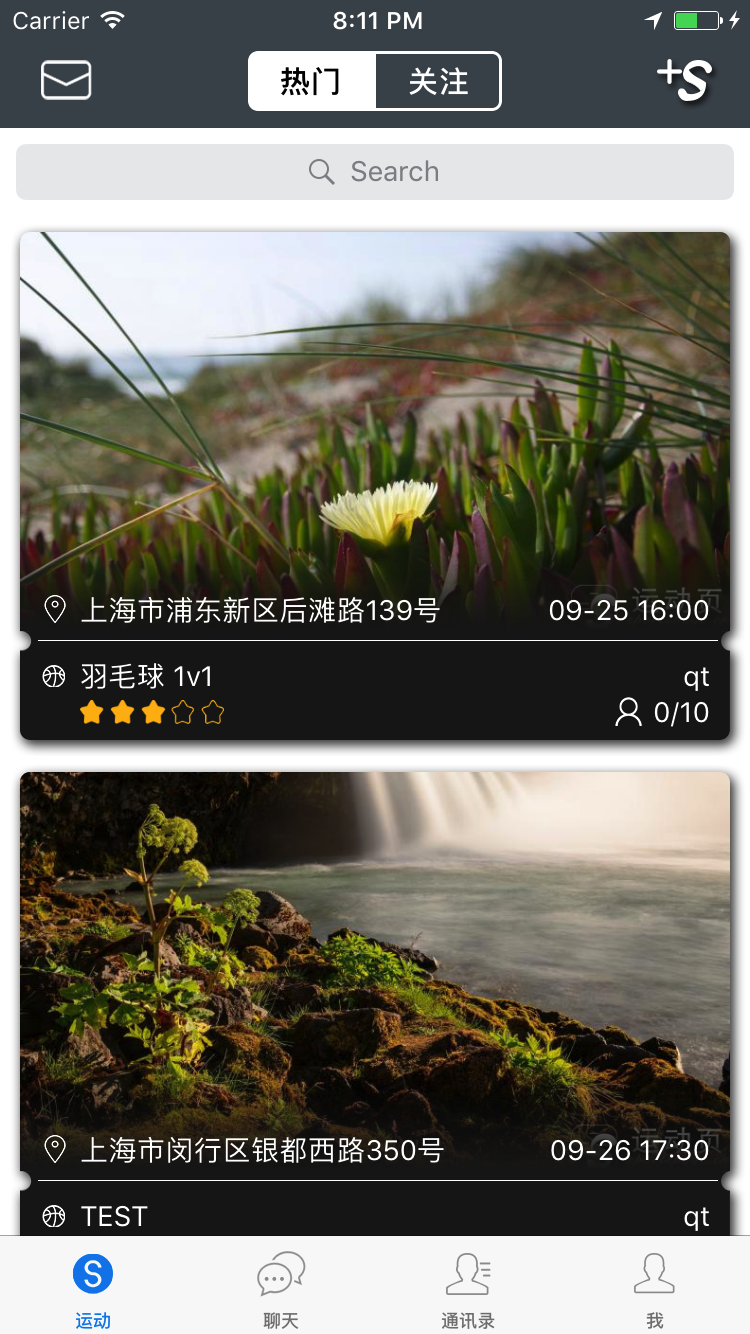 Carrier 8:11 PM
热门 关注
+S
Search
运动页
上海市浦东新区后滩路139号 09-25 16:00
羽毛球 1v1 qt
0/10
运动页
上海市闵行区银都西路350号 09-26 17:30
TEST qt
S
运动 聊天 通讯录 我